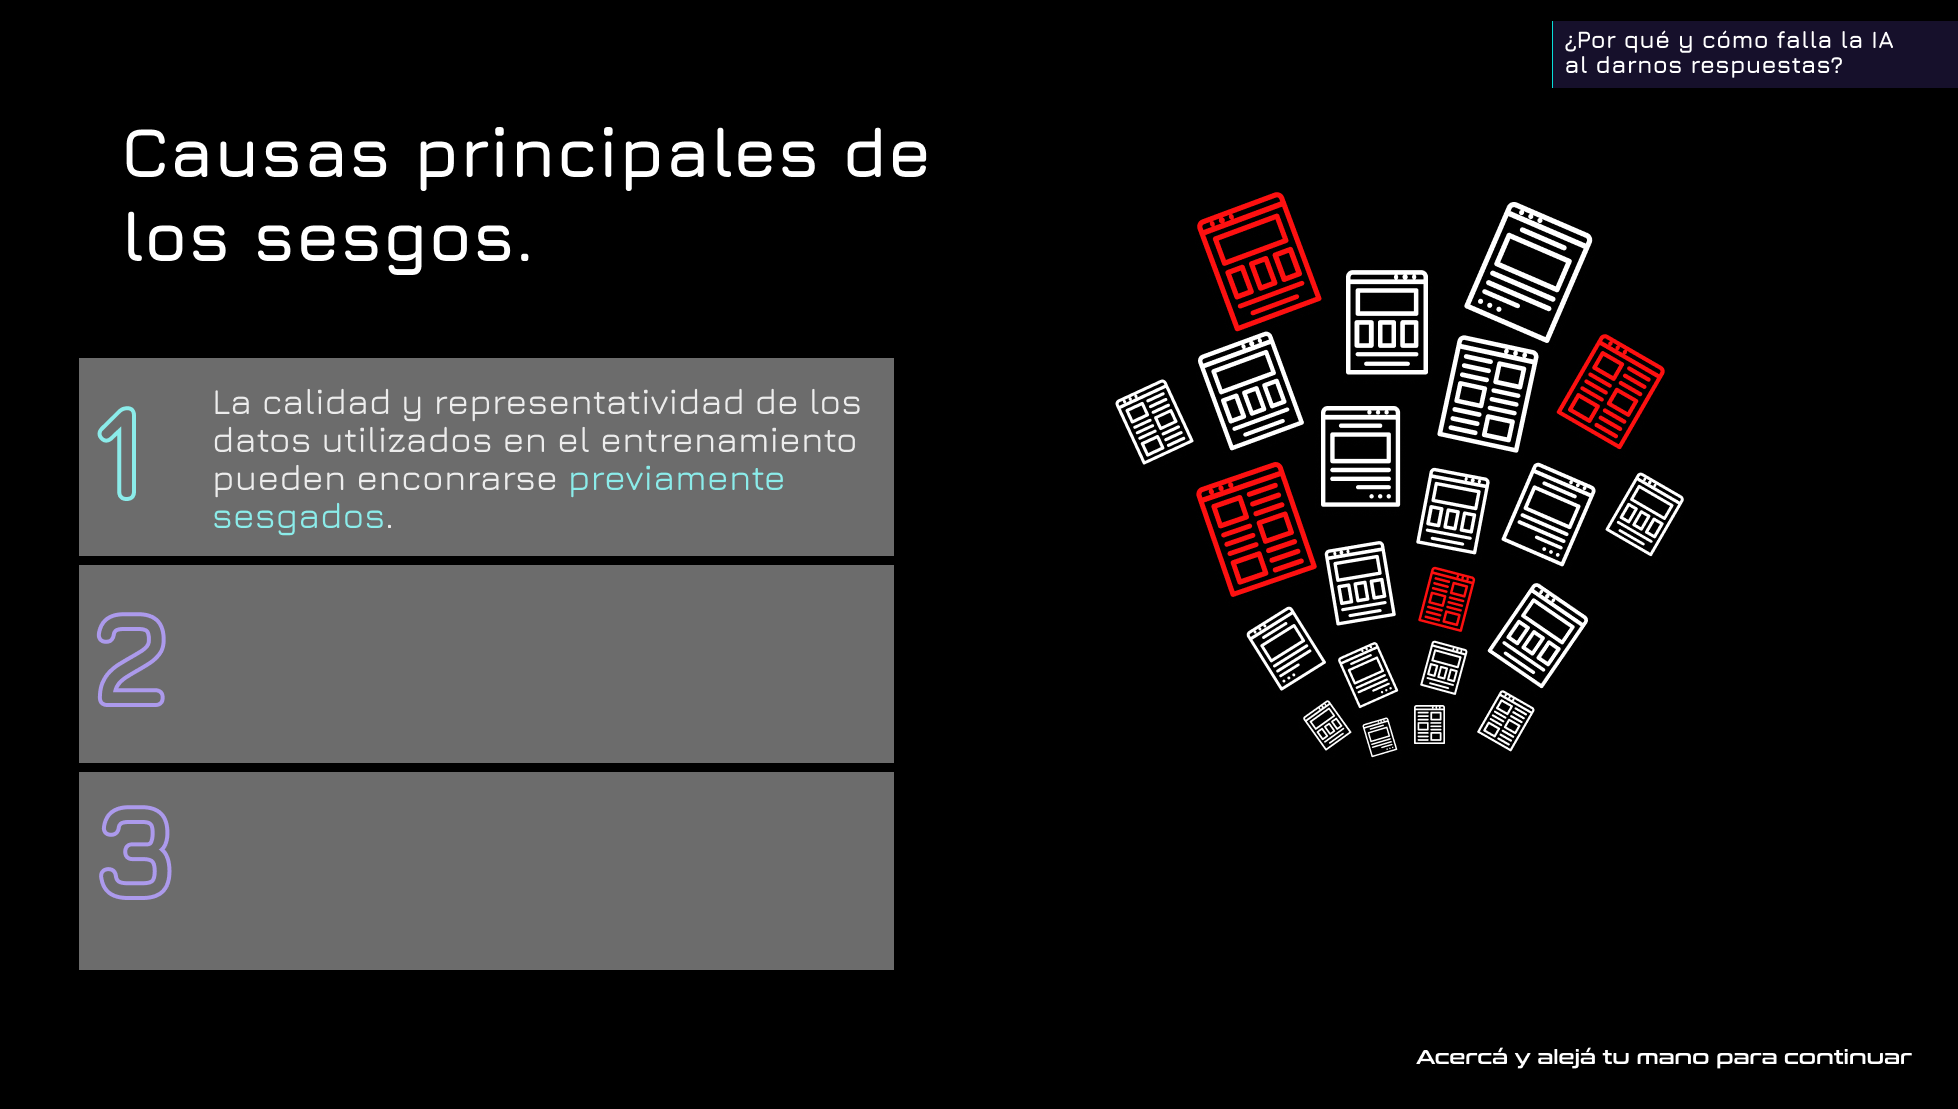 ¿Por qué y cómo falla la IA
al darnos respuestas?
Causas principales de
los sesgos.
1
La calidad y representatividad de los
datos utilizados en el entrenamiento
pueden enconrarse previamente
sesgados.
2
3
Acercá y alejá tu mano para continuar